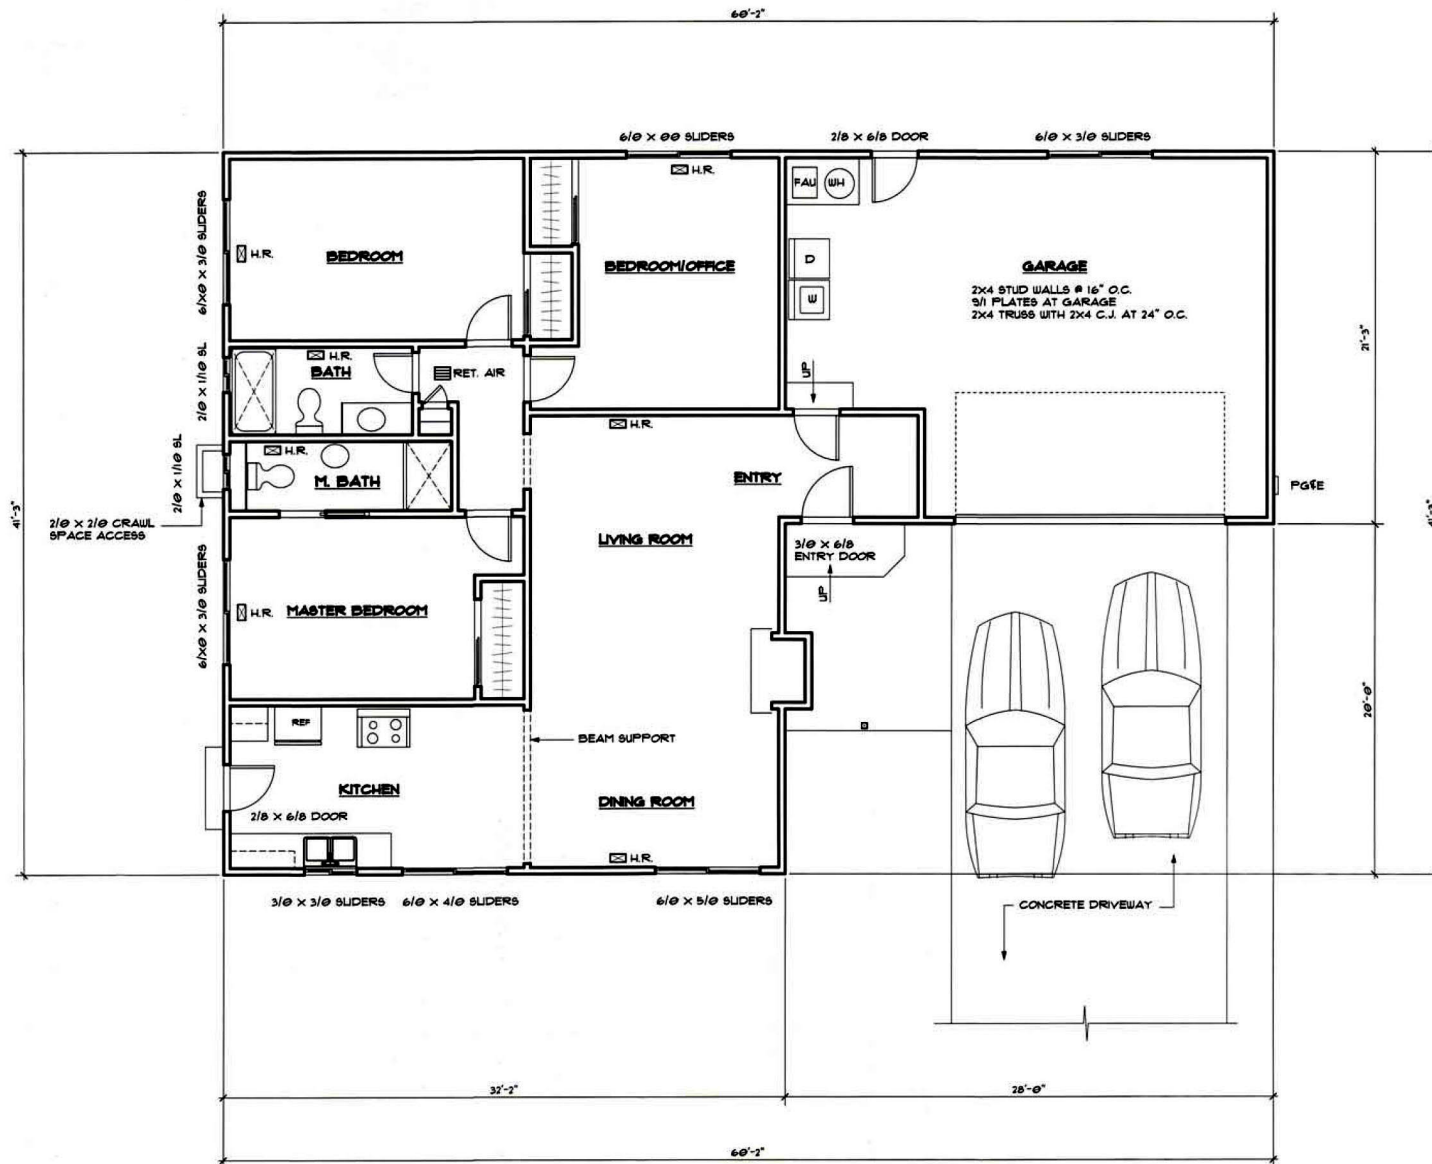 60'-2"
6/0 X 00 SLIDERS
2/8 X 6/8 DOOR
6/0 X 3/0 SLIDERS
6/X0 X 3/0 SLIDERS
H.R.
BEDROOM
H.R.
BEDROOM/OFFICE
FAU
WH
D
W
GARAGE
2X4 STUD WALLS @ 16" O.C.
9/1 PLATES AT GARAGE
2X4 TRUSS WITH 2X4 C.J. AT 24" O.C.
21'-3"
2/0 X 1/10 SL
H.R.
BATH
RET. AIR
UP
H.R.
2/0 X 1/10 SL
H.R.
M. BATH
ENTRY
PG&E
41'-3"
41'-3"
2/0 X 2/0 CRAWL
SPACE ACCESS
LIVING ROOM
3/0 X 6/8
ENTRY DOOR
UP
6/X0 X 3/0 SLIDERS
H.R.
MASTER BEDROOM
20'-0"
REF
BEAM SUPPORT
KITCHEN
DINING ROOM
2/8 X 6/8 DOOR
H.R.
3/0 X 3/0 SLIDERS
6/0 X 4/0 SLIDERS
6/0 X 5/0 SLIDERS
CONCRETE DRIVEWAY
32'-2"
28'-0"
60'-2"